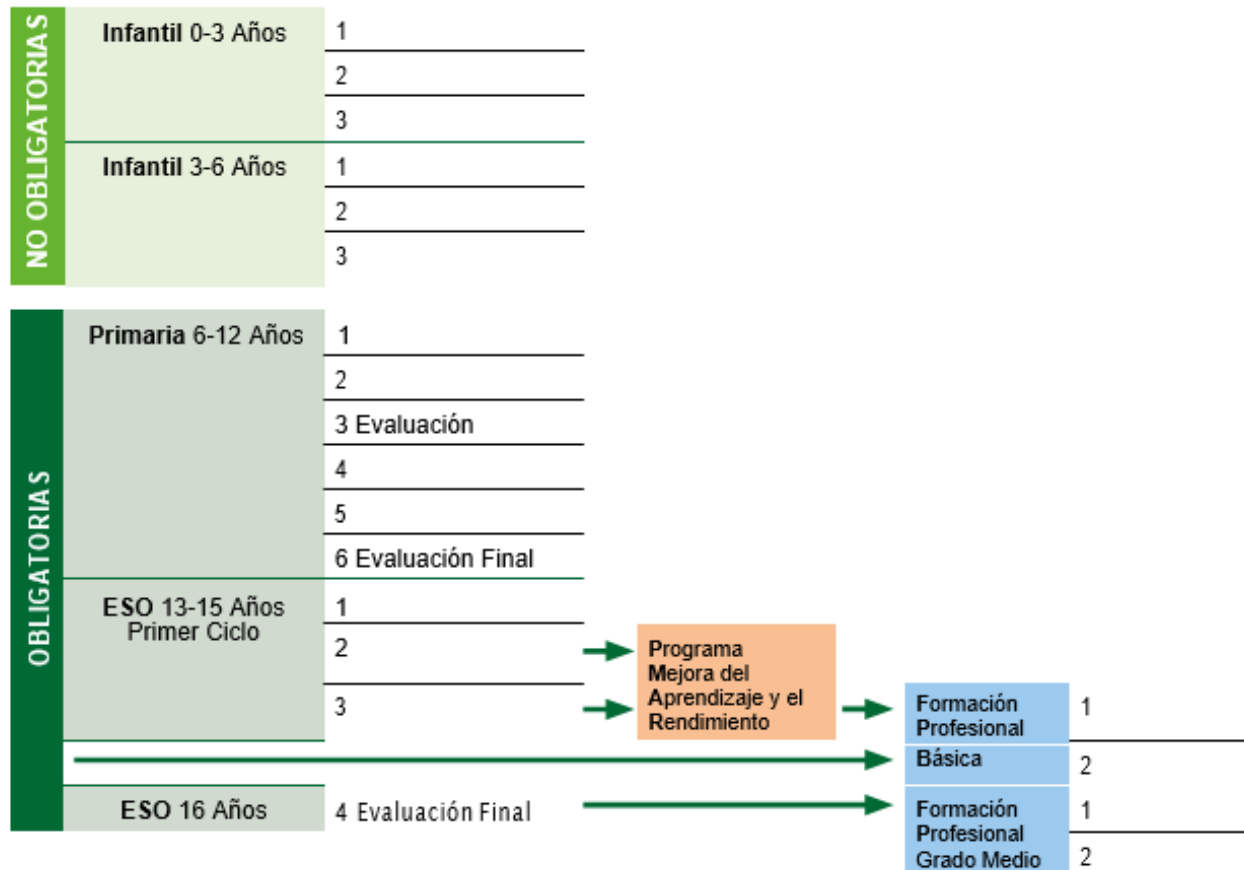 NO OBLIGATORIAS
Infantil 0-3 Años
1
2
3
Infantil 3-6 Años
1
2
3
OBLIGATORIAS
Primaria 6-12 Años
1
2
3 Evaluación
4
5
6 Evaluación Final
ESO 13-15 Años
Primer Ciclo
1
2
3
Programa
Mejora del
Aprendizaje y el
Rendimiento
Formación
Profesional
Básica
1
2
ESO 16 Años
4 Evaluación Final
Formación
Profesional
Grado Medio
1
2